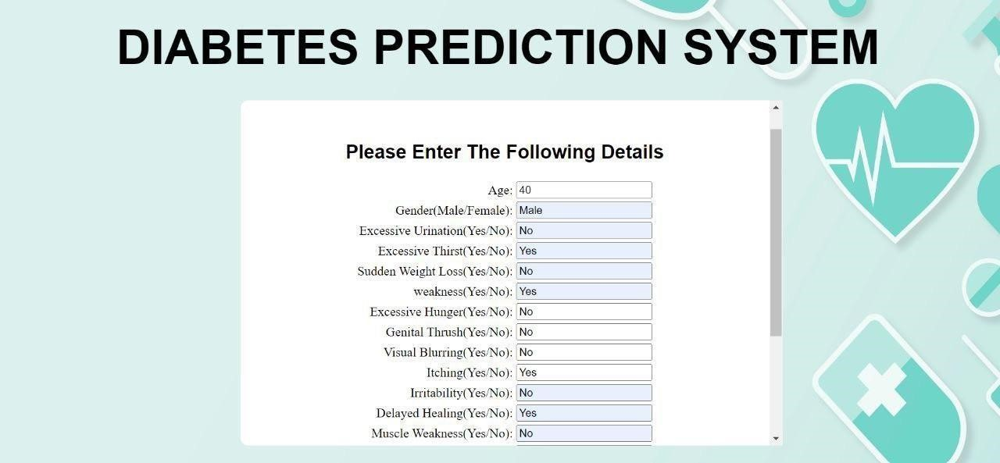 DIABETES PREDICTION SYSTEM
Please Enter The Following Details
Age: 40
Gender(Male/Female): Male
Excessive Urination(Yes/No): No
Excessive Thirst(Yes/No): Yes
Sudden Weight Loss(Yes/No): No
weakness(Yes/No): Yes
Excessive Hunger(Yes/No): No
Genital Thrush(Yes/No): No
Visual Blurring(Yes/No): No
Itching(Yes/No): Yes
Irritability(Yes/No): No
Delayed Healing(Yes/No): Yes
Muscle Weakness(Yes/No): No